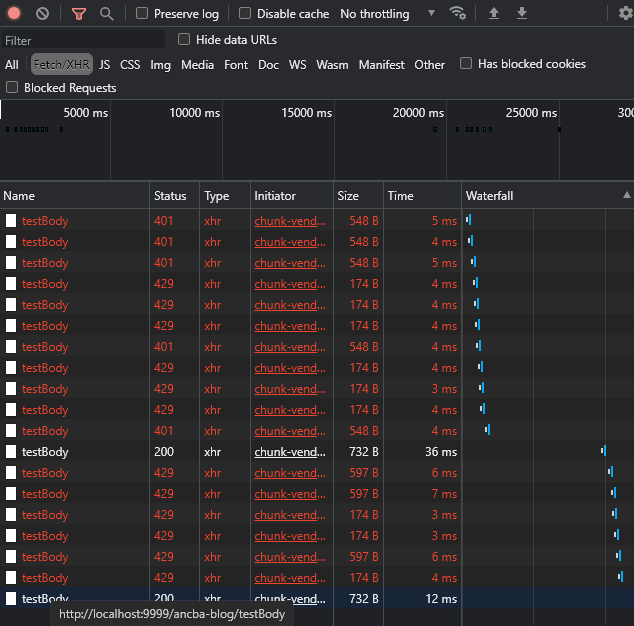 Preserve log Disable cache No throttling
Filter Hide data URLs
All Fetch/XHR JS CSS Img Media Font Doc WS Wasm Manifest Other Has blocked cookies
Blocked Requests
5000 ms 10000 ms 15000 ms 20000 ms 25000 ms 300
Name Status Type Initiator Size Time Waterfall
testBody 401 xhr chunk-vend... 548 B 5 ms
testBody 401 xhr chunk-vend... 548 B 4 ms
testBody 401 xhr chunk-vend... 548 B 5 ms
testBody 429 xhr chunk-vend... 174 B 4 ms
testBody 429 xhr chunk-vend... 174 B 4 ms
testBody 429 xhr chunk-vend... 174 B 4 ms
testBody 401 xhr chunk-vend... 548 B 4 ms
testBody 429 xhr chunk-vend... 174 B 4 ms
testBody 429 xhr chunk-vend... 174 B 3 ms
testBody 429 xhr chunk-vend... 174 B 4 ms
testBody 401 xhr chunk-vend... 548 B 4 ms
testBody 200 xhr chunk-vend... 732 B 36 ms
testBody 429 xhr chunk-vend... 597 B 6 ms
testBody 429 xhr chunk-vend... 597 B 7 ms
testBody 429 xhr chunk-vend... 174 B 3 ms
testBody 429 xhr chunk-vend... 174 B 3 ms
testBody 429 xhr chunk-vend... 597 B 6 ms
testBody 429 xhr chunk-vend... 174 B 4 ms
testBody 200 xhr chunk-vend... 732 B 12 ms
http://localhost:9999/ancba-blog/testBody